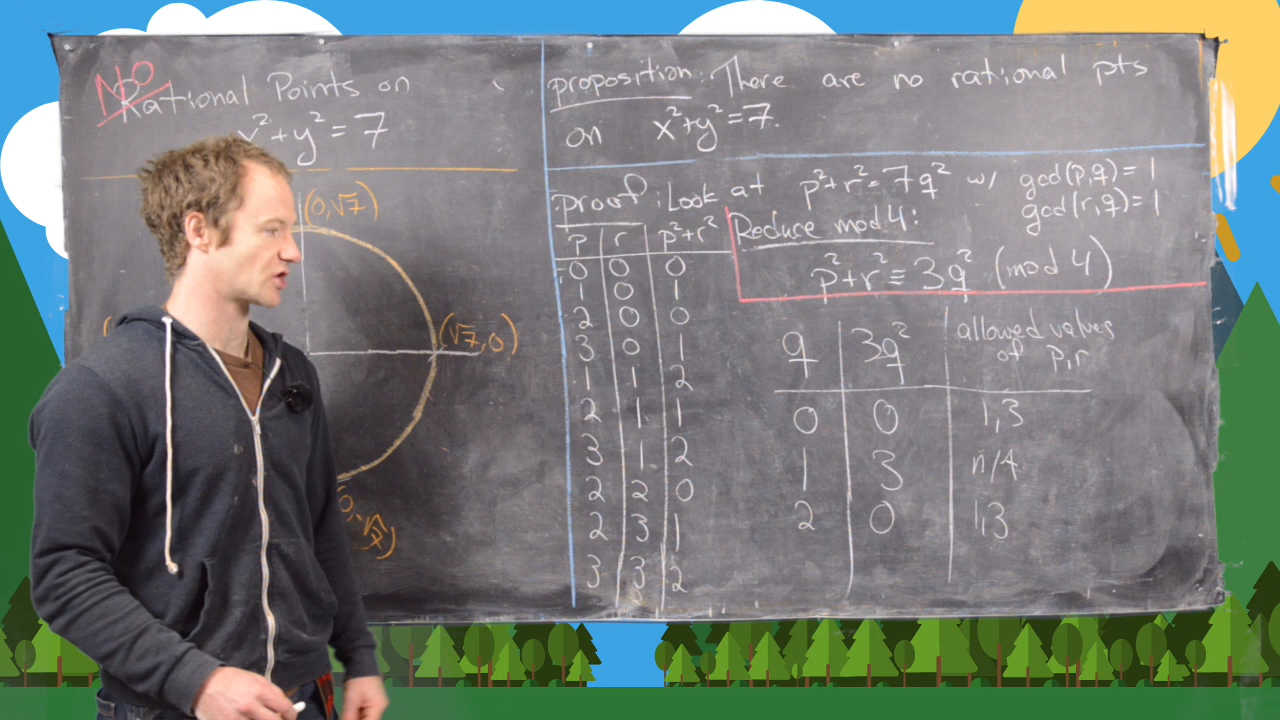 NO
Rational Points on
x²+y²=7
(0,√7)
(√7,0)
proposition: There are no rational pts
on x²+y²=7.
proof: Look at p²+r²=7q² w/ gcd(p,q)=1
gcd(r,q)=1
Reduce mod 4:
p²+r²≡3q² (mod 4)
p r p²+r²
0 0 0
1 0 1
2 0 0
3 0 1
1 1 2
2 1 1
3 1 2
2 2 0
2 3 1
3 3 2
q 3q² allowed values
of p,r
0 0 1,3
1 3 n/A
2 0 1,3